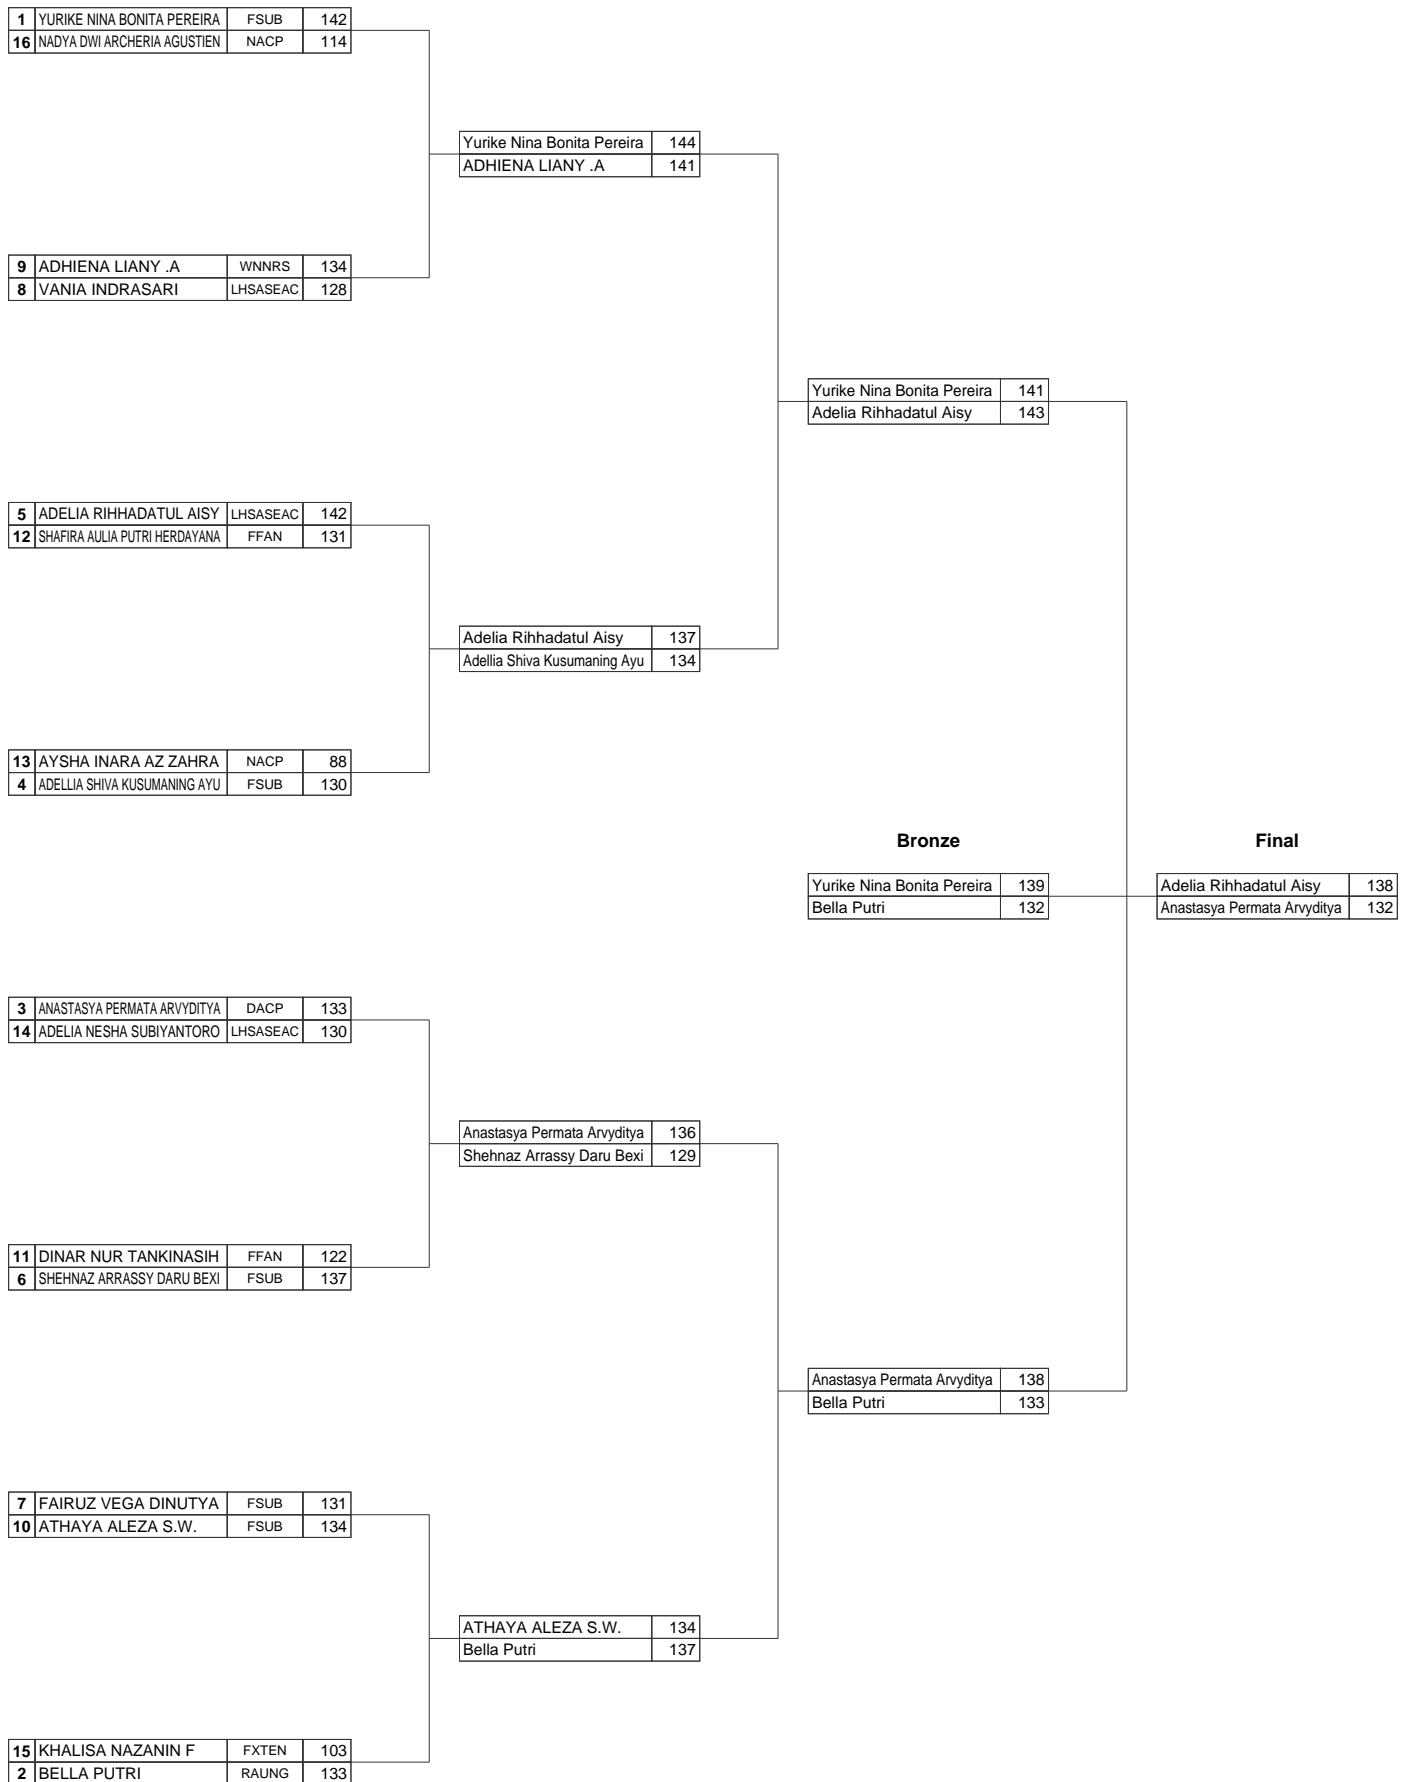 1 YURIKE NINA BONITA PEREIRA FSUB 142
16 NADYA DWI ARCHERIA AGUSTIEN NACP 114
Yurike Nina Bonita Pereira 144
ADHIENA LIANY .A 141
9 ADHIENA LIANY .A WNNRS 134
8 VANIA INDRASARI LHSASEAC 128
Yurike Nina Bonita Pereira 141
Adelia Rihhadatul Aisy 143
5 ADELIA RIHHADATUL AISY LHSASEAC 142
12 SHAFIRA AULIA PUTRI HERDAYANA FFAN 131
Adelia Rihhadatul Aisy 137
Adellia Shiva Kusumaning Ayu 134
13 AYSHA INARA AZ ZAHRA NACP 88
4 ADELLIA SHIVA KUSUMANING AYU FSUB 130
Bronze Final
Yurike Nina Bonita Pereira 139 Adelia Rihhadatul Aisy 138
Bella Putri 132 Anastasya Permata Arvyditya 132
3 ANASTASYA PERMATA ARVYDITYA DACP 133
14 ADELIA NESHA SUBIYANTORO LHSASEAC 130
Anastasya Permata Arvyditya 136
Shehnaz Arrassy Daru Bexi 129
11 DINAR NUR TANKINASIH FFAN 122
6 SHEHNAZ ARRASSY DARU BEXI FSUB 137
Anastasya Permata Arvyditya 138
Bella Putri 133
7 FAIRUZ VEGA DINUTYA FSUB 131
10 ATHAYA ALEZA S.W. FSUB 134
ATHAYA ALEZA S.W. 134
Bella Putri 137
15 KHALISA NAZANIN F FXTEN 103
2 BELLA PUTRI RAUNG 133